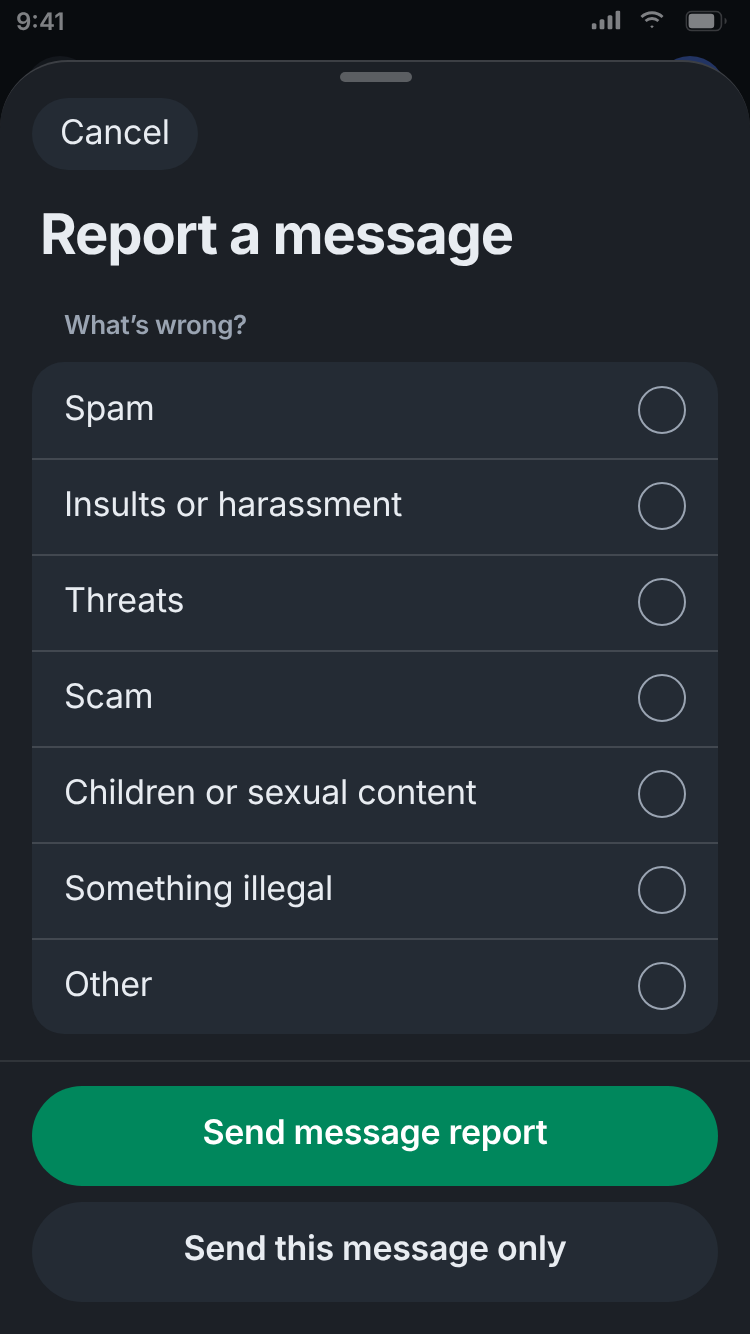 9:41
Cancel
Report a message
What’s wrong?
Spam
Insults or harassment
Threats
Scam
Children or sexual content
Something illegal
Other
Send message report
Send this message only